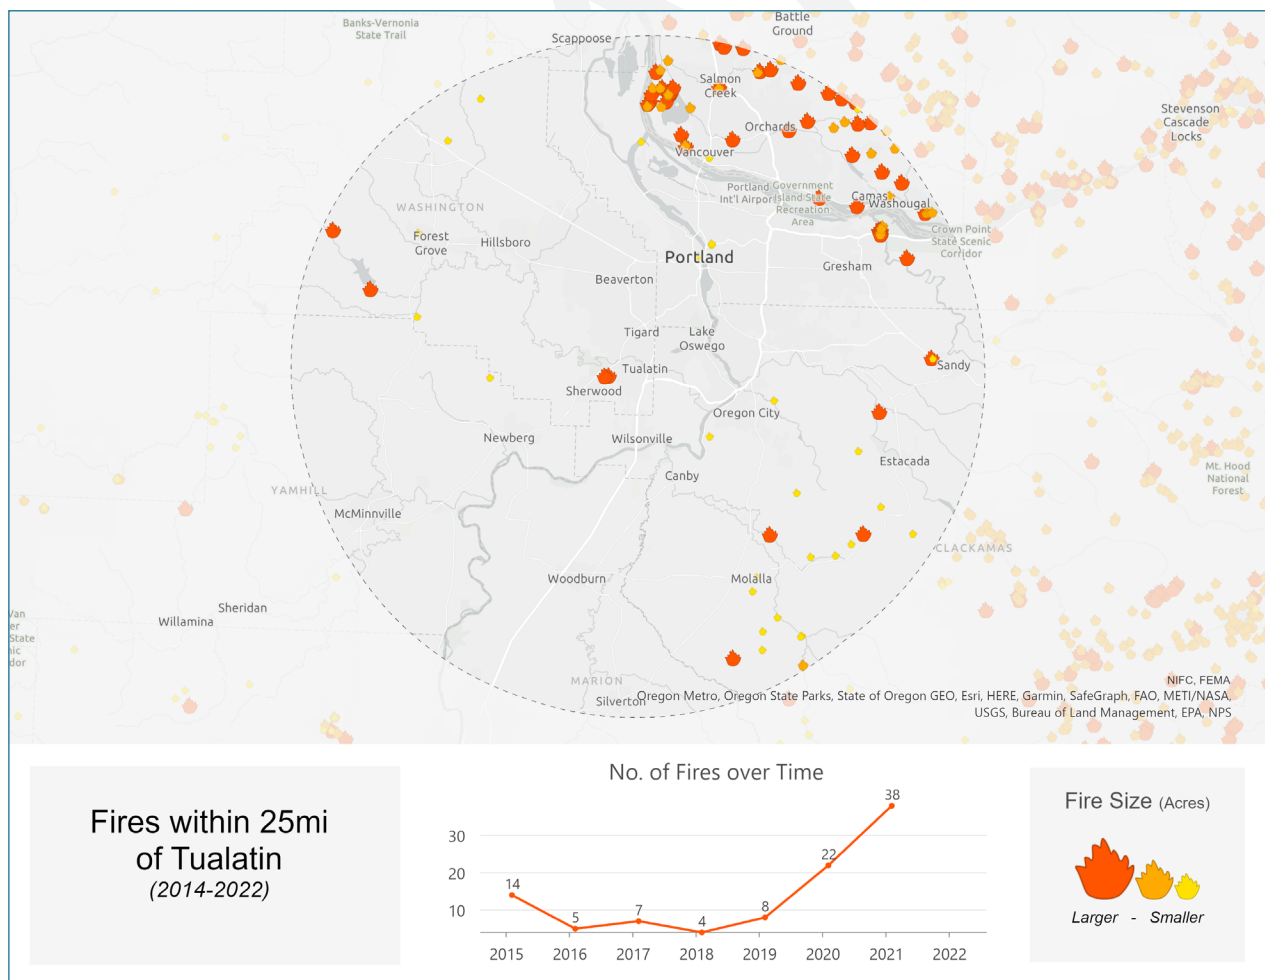 Banks-Vernonia
State Trail
Scappoose
Battle
Ground
Salmon
Creek
Stevenson
Cascade
Locks
Orchards
Vancouver
Portland
Int'l Airport
Government
Island State
Recreation
Area
Camas
Washougal
WASHINGTON
Crown Point
State Scenic
Corridor
Forest
Grove
Hillsboro
Portland
Gresham
Beaverton
Tigard
Lake
Oswego
Tualatin
Sandy
Sherwood
Oregon City
Newberg
Wilsonville
Estacada
Canby
Mt. Hood
National
Forest
YAMHILL
McMinnville
CLACKAMAS
Woodburn
Molalla
Sheridan
Willamina
Van
er
State
nic
dor
MARION
Silverton
NIFC, FEMA
Oregon Metro, Oregon State Parks, State of Oregon GEO, Esri, HERE, Garmin, SafeGraph, FAO, METI/NASA,
USGS, Bureau of Land Management, EPA, NPS
Fires within 25mi
of Tualatin
(2014-2022)
No. of Fires over Time
38
30
22
20
14
10
5
7
4
8
2015 2016 2017 2018 2019 2020 2021 2022
Fire Size (Acres)
Larger - Smaller